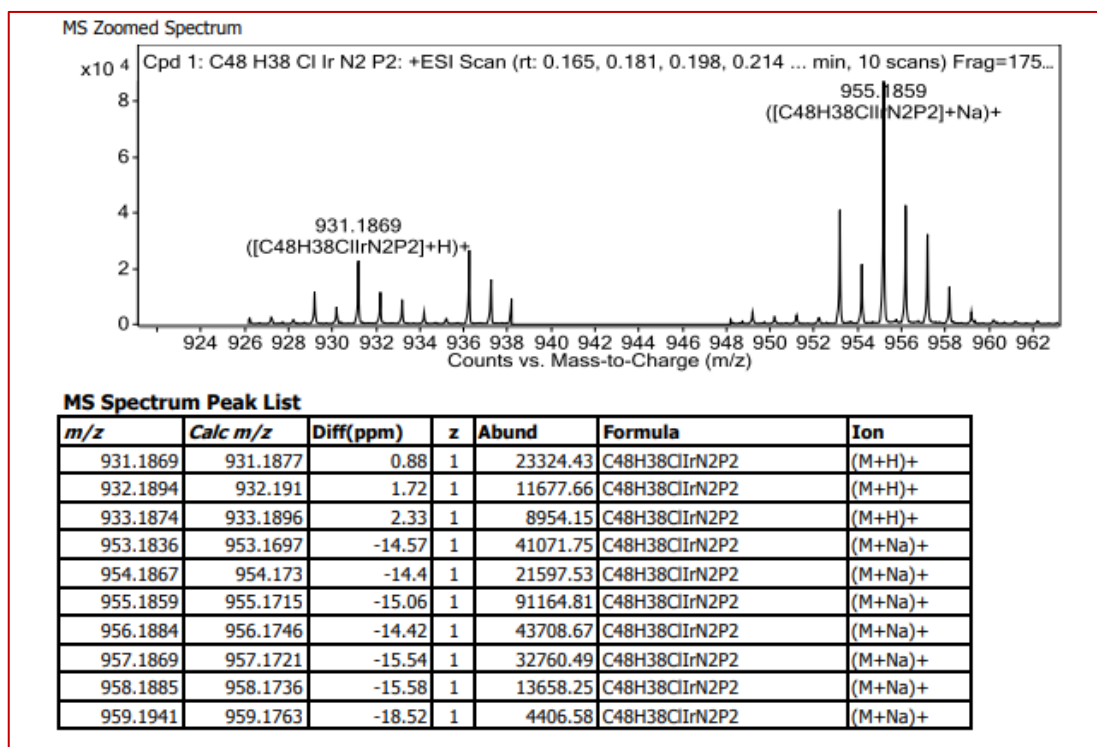 MS Zoomed Spectrum
x10 4
Cpd 1: C48 H38 Cl Ir N2 P2: +ESI Scan (rt: 0.165, 0.181, 0.198, 0.214 ... min, 10 scans) Frag=175...
955.1859
([C48H38ClIrN2P2]+Na)+
931.1869
([C48H38ClIrN2P2]+H)+
8
6
4
2
0
924 926 928 930 932 934 936 938 940 942 944 946 948 950 952 954 956 958 960 962
Counts vs. Mass-to-Charge (m/z)
MS Spectrum Peak List
m/z Calc m/z Diff(ppm) z Abund Formula Ion
931.1869 931.1877 0.88 1 23324.43 C48H38ClIrN2P2 (M+H)+
932.1894 932.191 1.72 1 11677.66 C48H38ClIrN2P2 (M+H)+
933.1874 933.1896 2.33 1 8954.15 C48H38ClIrN2P2 (M+H)+
953.1836 953.1697 -14.57 1 41071.75 C48H38ClIrN2P2 (M+Na)+
954.1867 954.173 -14.4 1 21597.53 C48H38ClIrN2P2 (M+Na)+
955.1859 955.1715 -15.06 1 91164.81 C48H38ClIrN2P2 (M+Na)+
956.1884 956.1746 -14.42 1 43708.67 C48H38ClIrN2P2 (M+Na)+
957.1869 957.1721 -15.54 1 32760.49 C48H38ClIrN2P2 (M+Na)+
958.1885 958.1736 -15.58 1 13658.25 C48H38ClIrN2P2 (M+Na)+
959.1941 959.1763 -18.52 1 4406.58 C48H38ClIrN2P2 (M+Na)+